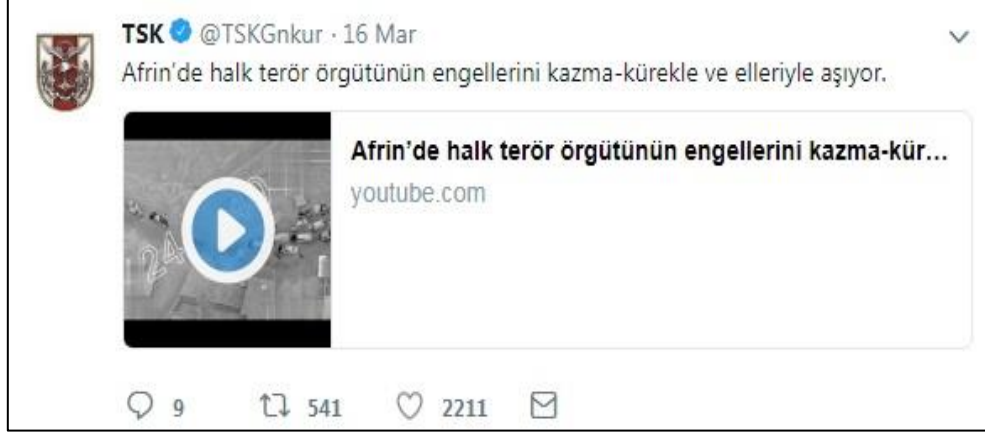 TSK @TSKGnkur · 16 Mar
Afrin'de halk terör örgütünün engellerini kazma-kürekle ve elleriyle aşıyor.
Afrin'de halk terör örgütünün engellerini kazma-kür...
youtube.com
24
9 541 2211